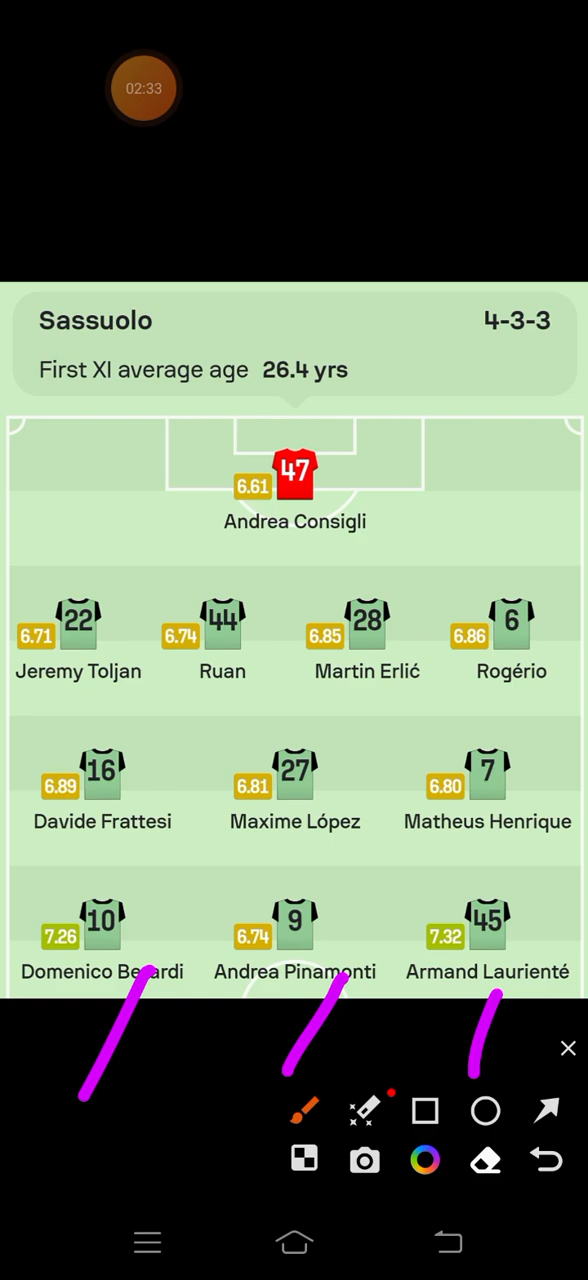 02:33
Sassuolo 4-3-3
First XI average age 26.4 yrs
47
6.61
Andrea Consigli
22 44 28 6
6.71 6.74 6.85 6.86
Jeremy Toljan Ruan Martin Erlić Rogério
16 27 7
6.89 6.81 6.80
Davide Frattesi Maxime López Matheus Henrique
10 9 45
7.26 6.74 7.32
Domenico Berardi Andrea Pinamonti Armand Laurienté